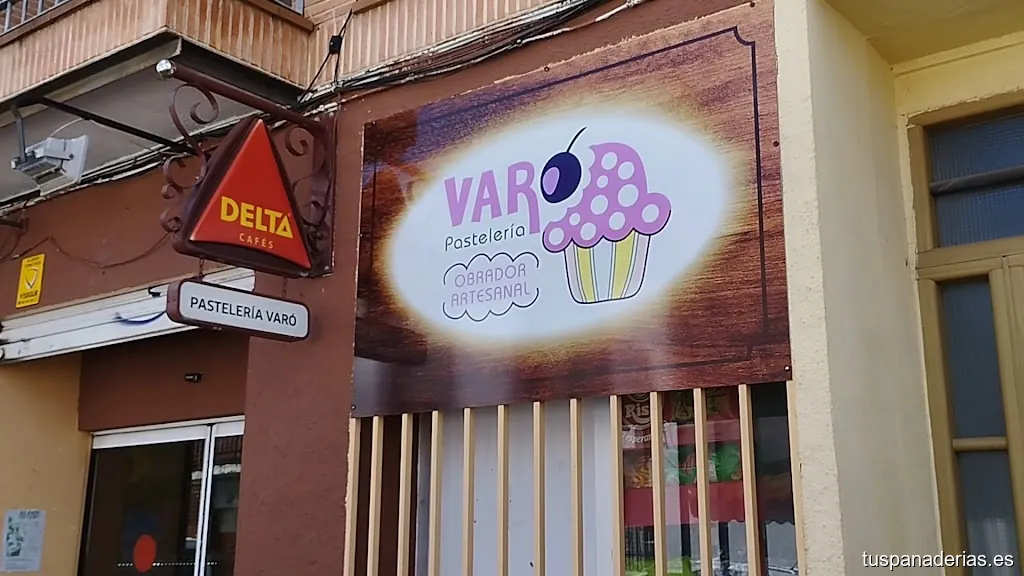 DELTA
CAFÉS
PASTELERÍA VARÓ
VARO
Pastelería
OBRADOR
ARTESANAL
tuspanaderias.es